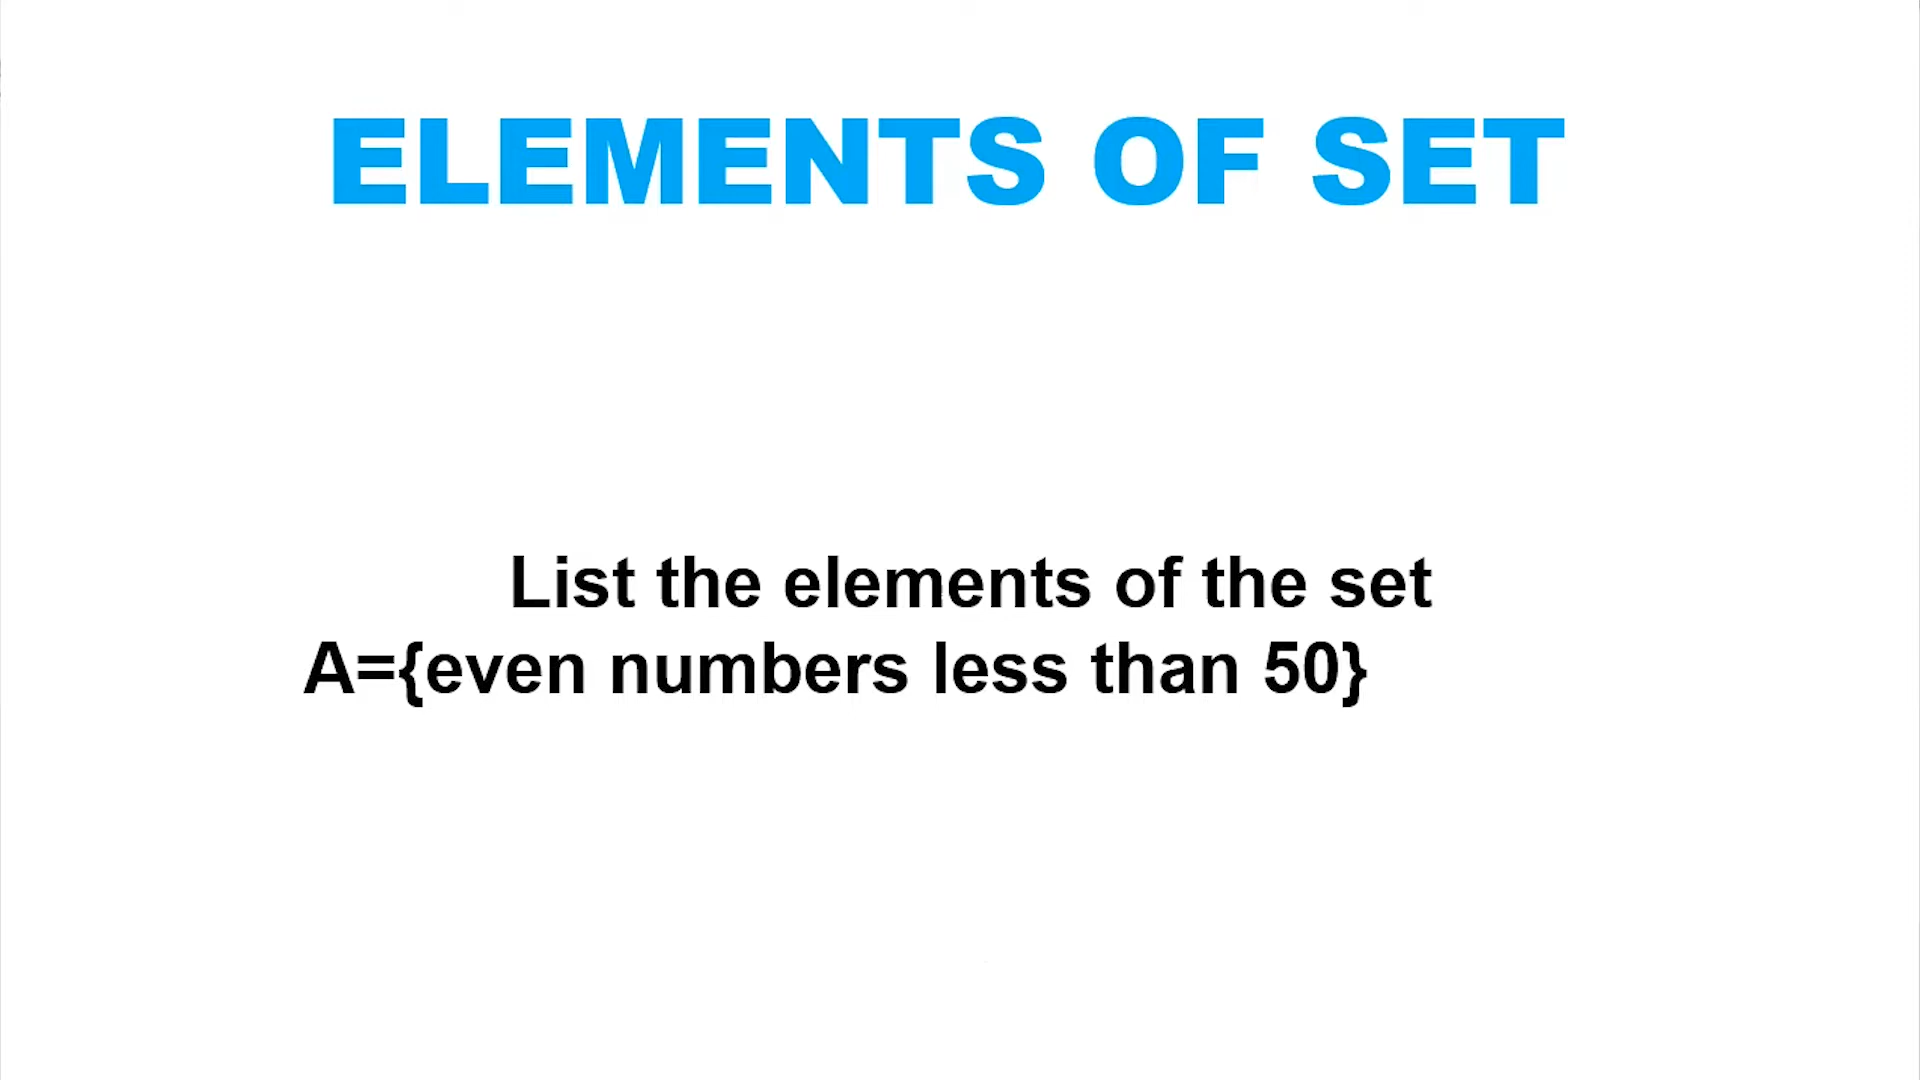 ELEMENTS OF SET
List the elements of the set
A={even numbers less than 50}